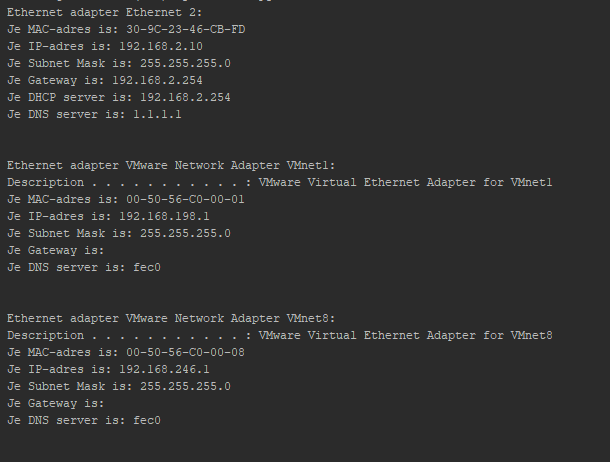 Ethernet adapter Ethernet 2:
Je MAC-adres is: 30-9C-23-46-CB-FD
Je IP-adres is: 192.168.2.10
Je Subnet Mask is: 255.255.255.0
Je Gateway is: 192.168.2.254
Je DHCP server is: 192.168.2.254
Je DNS server is: 1.1.1.1
Ethernet adapter VMware Network Adapter VMnet1:
Description . . . . . . . . . . . : VMware Virtual Ethernet Adapter for VMnet1
Je MAC-adres is: 00-50-56-C0-00-01
Je IP-adres is: 192.168.198.1
Je Subnet Mask is: 255.255.255.0
Je Gateway is:
Je DNS server is: fec0
Ethernet adapter VMware Network Adapter VMnet8:
Description . . . . . . . . . . . : VMware Virtual Ethernet Adapter for VMnet8
Je MAC-adres is: 00-50-56-C0-00-08
Je IP-adres is: 192.168.246.1
Je Subnet Mask is: 255.255.255.0
Je Gateway is:
Je DNS server is: fec0